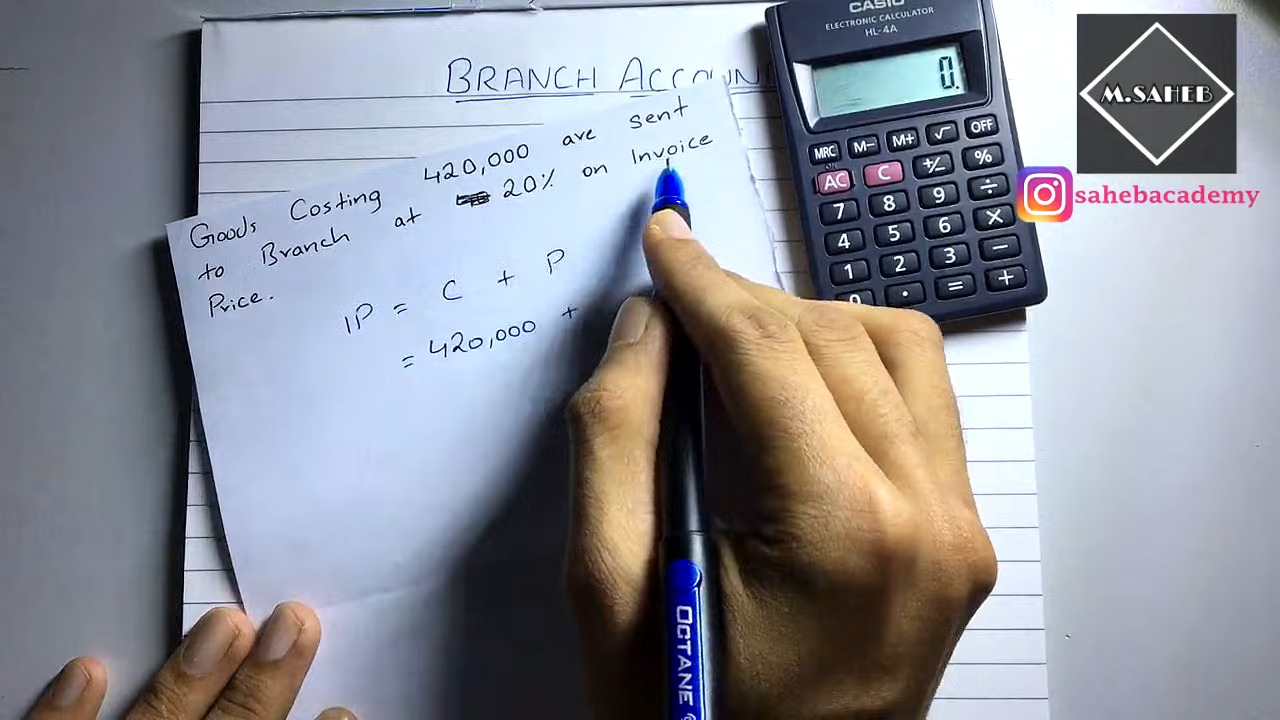 BRANCH ACCOUN
Goods Costing 420,000 are sent
to Branch at 20% on Invoice
Price.
IP = C + P
= 420,000 +
CASIO
ELECTRONIC CALCULATOR
HL-4A
0.
MRC M- M+ √ OFF
ON
AC C +/- %
7 8 9 ÷
4 5 6 ×
1 2 3 −
0 . = +
OCTANE
M.SAHEB
sahebacademy